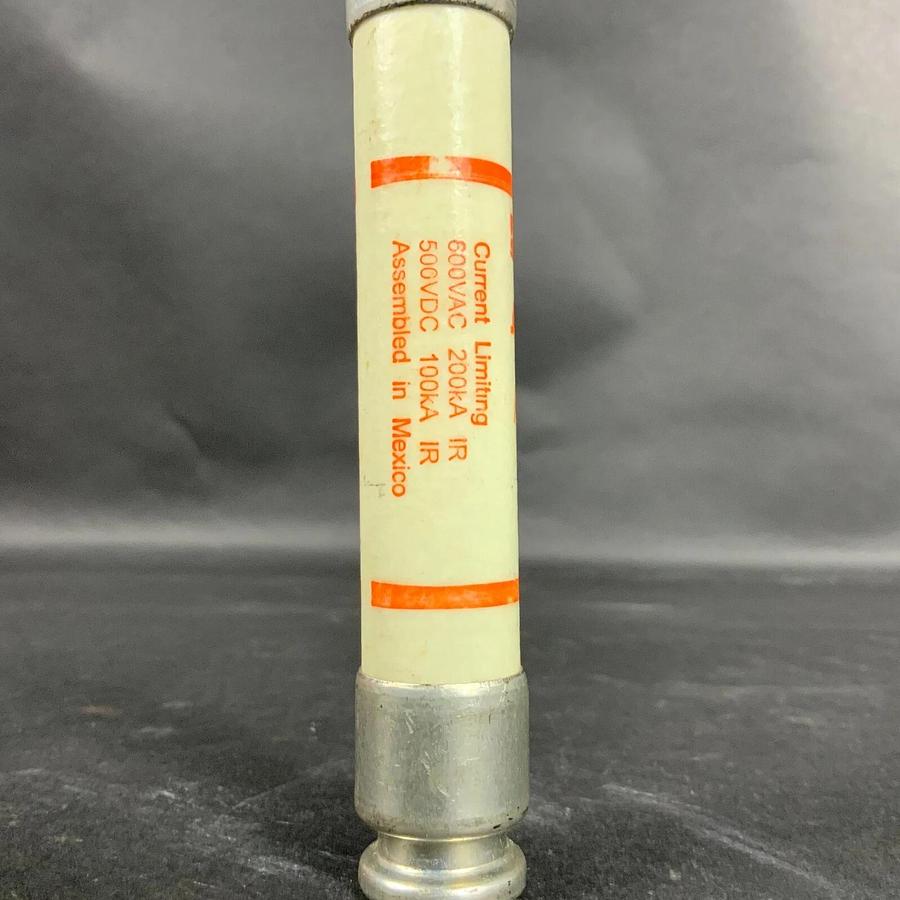 Current Limiting
600VAC 200kA IR
500VDC 100kA IR
Assembled in Mexico